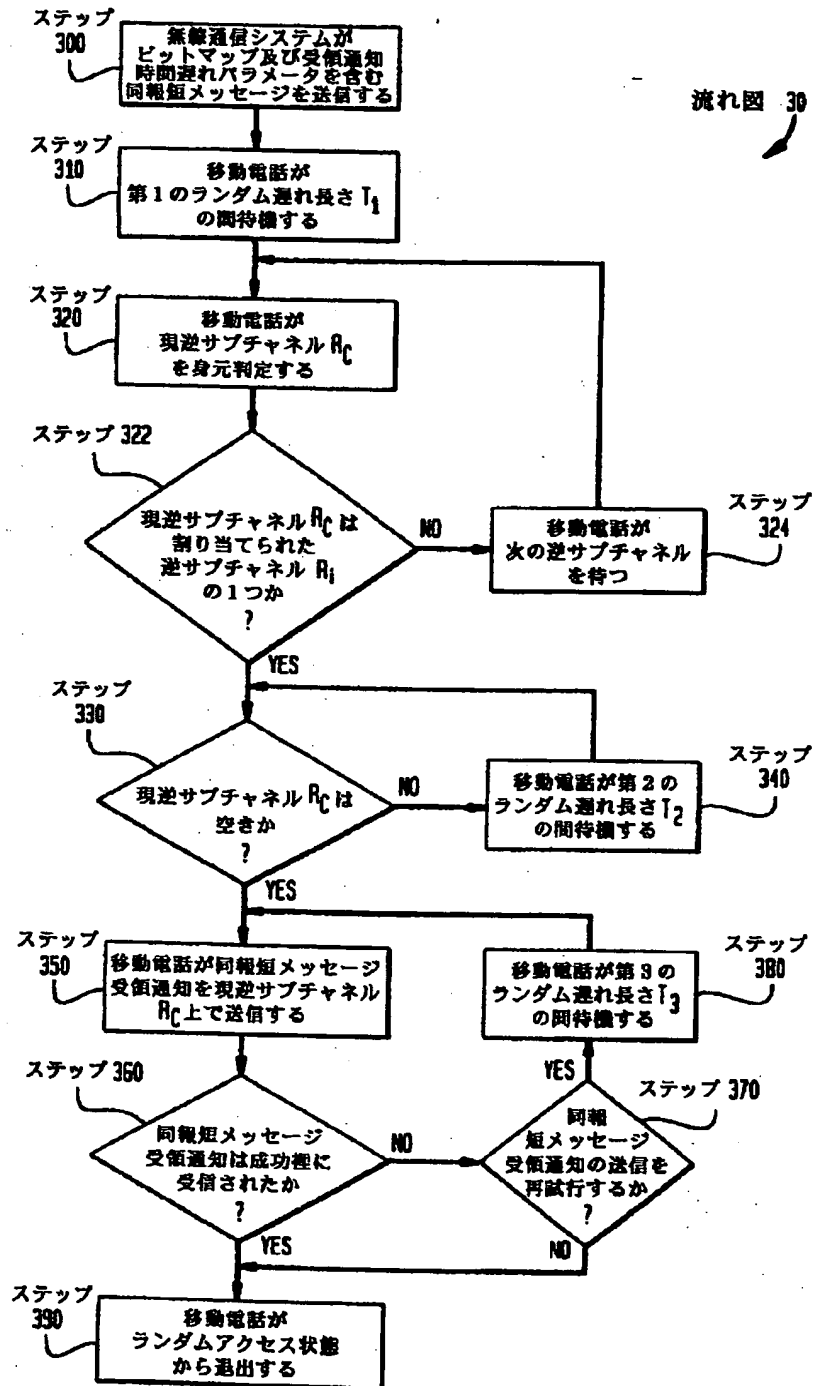 ステップ
300
無線通信システムが
ビットマップ及び受領通知
時間遅れパラメータを含む
同報短メッセージを送信する
流れ図 30
ステップ
310
移動電話が
第1のランダム遅れ長さ T1
の間待機する
ステップ
320
移動電話が
現逆サブチャネル RC
を身元判定する
ステップ 322
現逆サブチャネル RC は
割り当てられた
逆サブチャネル Ri
の1つか
?
NO
YES
ステップ
324
移動電話が
次の逆サブチャネル
を待つ
ステップ
330
現逆サブチャネル RC は
空きか
?
NO
YES
ステップ
340
移動電話が第2の
ランダム遅れ長さ T2
の間待機する
ステップ
350
移動電話が同報短メッセージ
受領通知を現逆サブチャネル
RC上で送信する
ステップ
380
移動電話が第3の
ランダム遅れ長さ T3
の間待機する
ステップ 360
同報短メッセージ
受領通知は成功裡に
受信されたか
?
NO
YES
ステップ 370
同報
短メッセージ
受領通知の送信を
再試行するか
?
YES
NO
ステップ
390
移動電話が
ランダムアクセス状態
から退出する